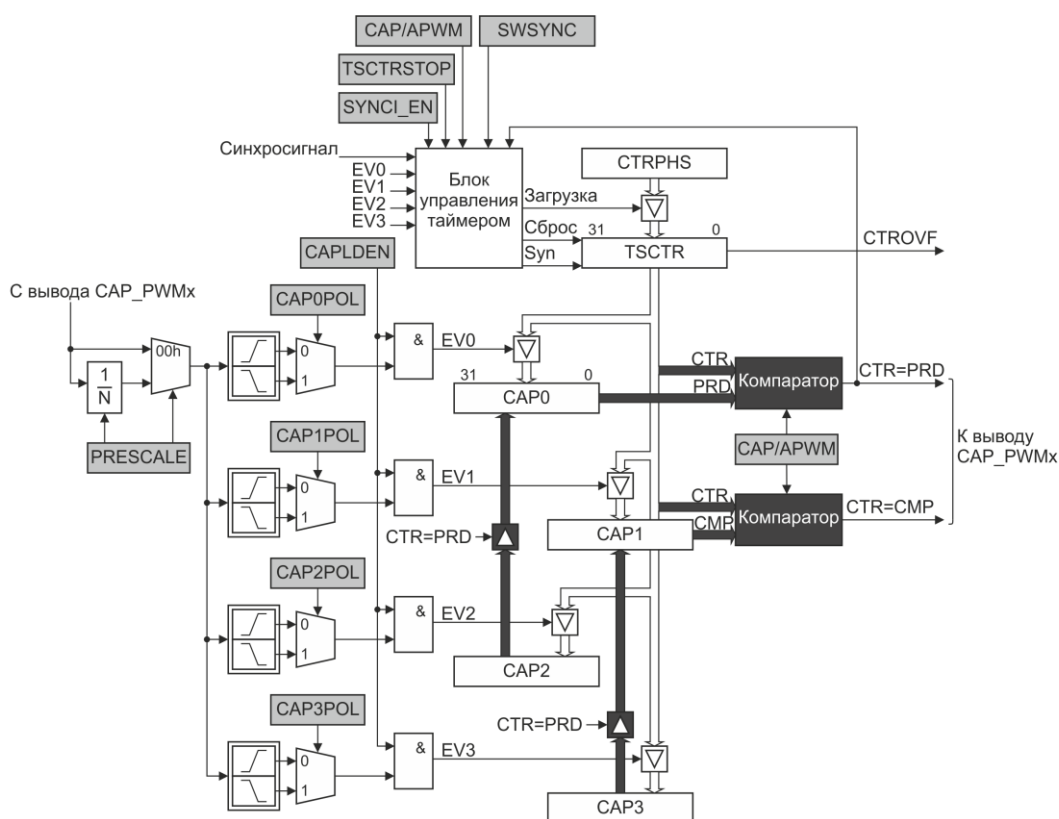 CAP/APWM
SWSYNC
TSCTRSTOP
SYNCI_EN
Синхросигнал
EV0
EV1
EV2
EV3
Блок
управления
таймером
CTRPHS
Загрузка
Сброс
Syn
31
0
TSCTR
CTROVF
CAPLDEN
С вывода CAP_PWMx
00h
1
N
PRESCALE
CAP0POL
0
1
&
EV0
31
0
CAP0
CTR
PRD
Компаратор
CTR=PRD
CAP/APWM
К выводу
CAP_PWMx
CAP1POL
0
1
&
EV1
CTR
CMP
Компаратор
CTR=CMP
CAP1
CTR=PRD
CAP2POL
0
1
&
EV2
CAP2
CAP3POL
0
1
&
EV3
CTR=PRD
CAP3